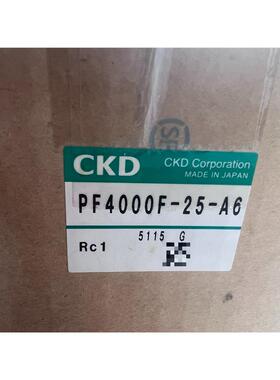 CKD
CKD Corporation
MADE IN JAPAN
PF4000F-25-A6
5115 G
Rc1